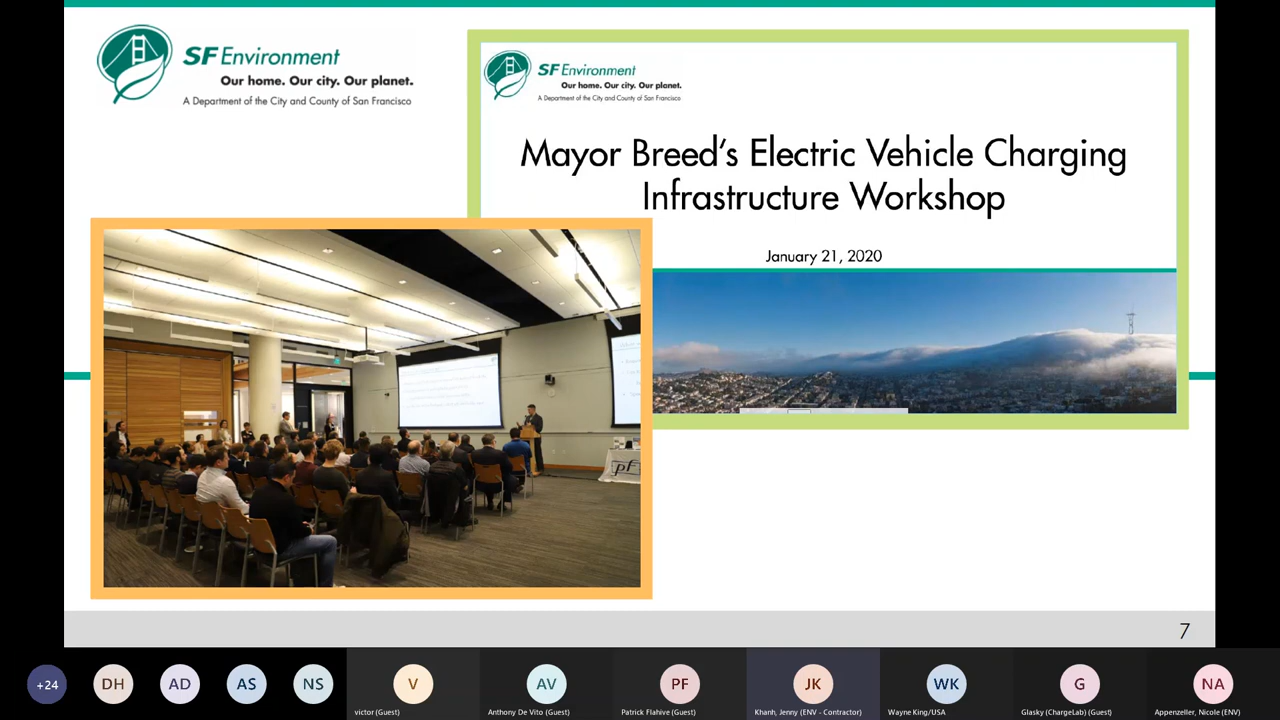 SF Environment
Our home. Our city. Our planet.
A Department of the City and County of San Francisco
SF Environment
Our home. Our city. Our planet.
A Department of the City and County of San Francisco
Mayor Breed's Electric Vehicle Charging
Infrastructure Workshop
January 21, 2020
pf
7
+24
DH
AD
AS
NS
V
AV
PF
JK
WK
G
NA
victor (Guest)
Anthony De Vito (Guest)
Patrick Flahive (Guest)
Khanh, Jenny (ENV - Contractor)
Wayne King/USA
Glasky (ChargeLab) (Guest)
Appenzeller, Nicole (ENV)